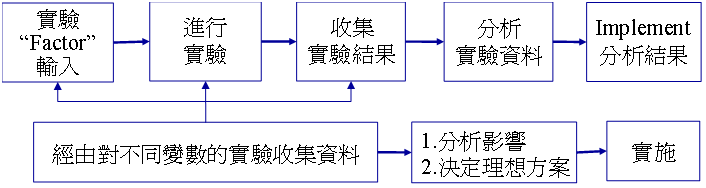 實驗
“Factor”
輸入
進行
實驗
收集
實驗結果
分析
實驗資料
Implement
分析結果
經由對不同變數的實驗收集資料
1.分析影響
2.決定理想方案
實施